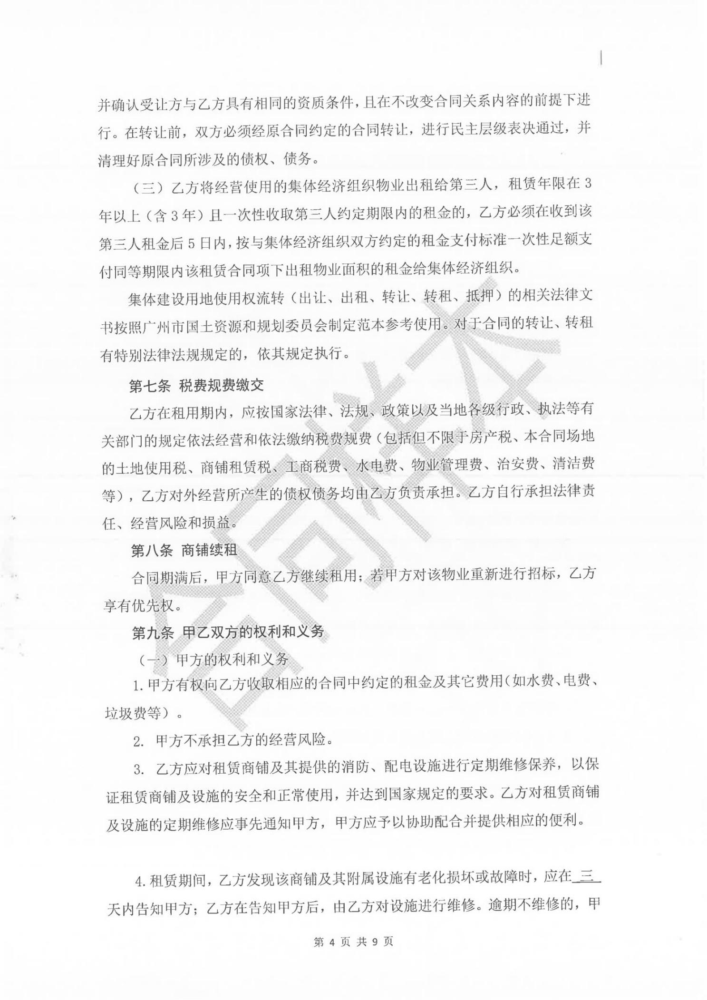 并确认受让方与乙方具有相同的资质条件，且在不改变合同关系内容的前提下进
行。在转让前，双方必须经原合同约定的合同转让，进行民主层级表决通过，并
清理好原合同所涉及的债权、债务。
（三）乙方将经营使用的集体经济组织物业出租给第三人，租赁年限在 3
年以上（含 3 年）且一次性收取第三人约定期限内的租金的，乙方必须在收到该
第三人租金后 5 日内，按与集体经济组织双方约定的租金支付标准一次性足额支
付同等期限内该租赁合同项下出租物业面积的租金给集体经济组织。
集体建设用地使用权流转（出让、出租、转让、转租、抵押）的相关法律文
书按照广州市国土资源和规划委员会制定范本参考使用。对于合同的转让、转租
有特别法律法规规定的，依其规定执行。
第七条 税费规费缴交
乙方在租用期内，应按国家法律、法规、政策以及当地各级行政、执法等有
关部门的规定依法经营和依法缴纳税费规费（包括但不限于房产税、本合同场地
的土地使用税、商铺租赁税、工商税费、水电费、物业管理费、治安费、清洁费
等），乙方对外经营所产生的债权债务均由乙方负责承担。乙方自行承担法律责
任、经营风险和损益。
第八条 商铺续租
合同期满后，甲方同意乙方继续租用；若甲方对该物业重新进行招标，乙方
享有优先权。
第九条 甲乙双方的权利和义务
（一）甲方的权利和义务
1.甲方有权向乙方收取相应的合同中约定的租金及其它费用（如水费、电费、
垃圾费等）。
2. 甲方不承担乙方的经营风险。
3. 乙方应对租赁商铺及其提供的消防、配电设施进行定期维修保养，以保
证租赁商铺及设施的安全和正常使用，并达到国家规定的要求。乙方对租赁商铺
及设施的定期维修应事先通知甲方，甲方应予以协助配合并提供相应的便利。
4.租赁期间，乙方发现该商铺及其附属设施有老化损坏或故障时，应在 三
天内告知甲方；乙方在告知甲方后，由乙方对设施进行维修。逾期不维修的，甲
第 4 页 共 9 页
合同样本